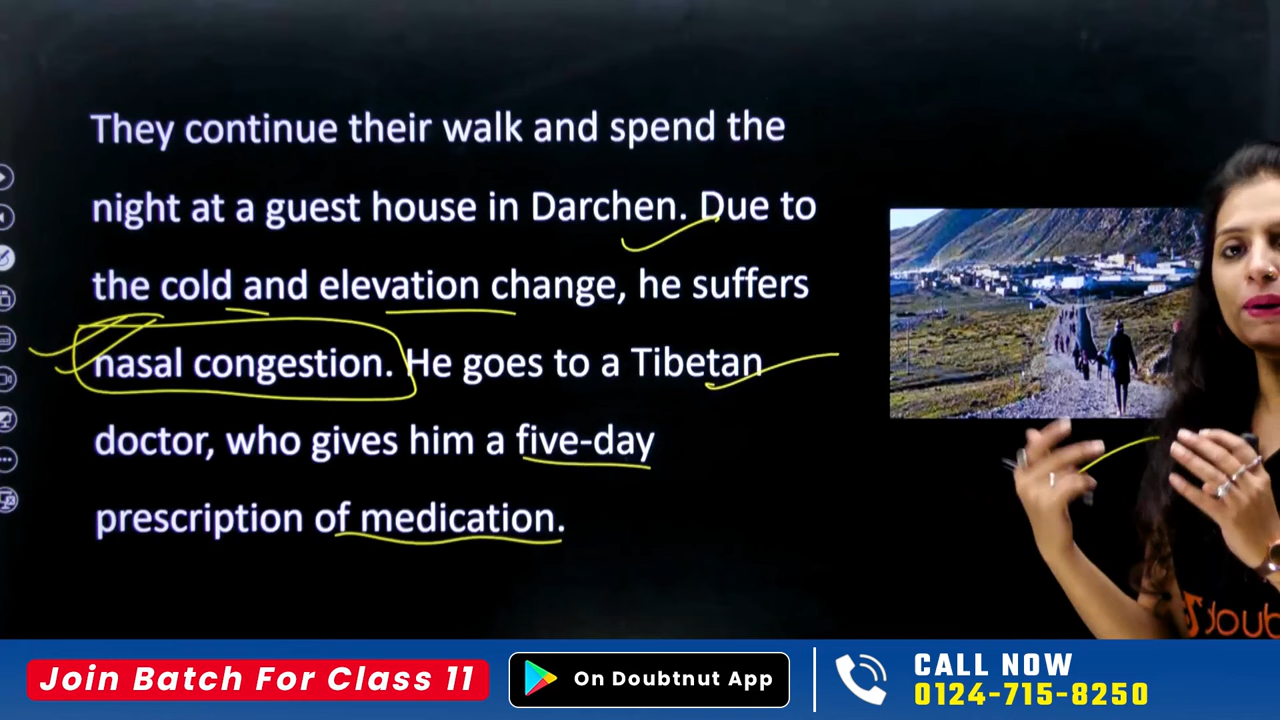 They continue their walk and spend the
night at a guest house in Darchen. Due to
the cold and elevation change, he suffers
nasal congestion. He goes to a Tibetan
doctor, who gives him a five-day
prescription of medication.
Join Batch For Class 11
On Doubtnut App
CALL NOW
0124-715-8250